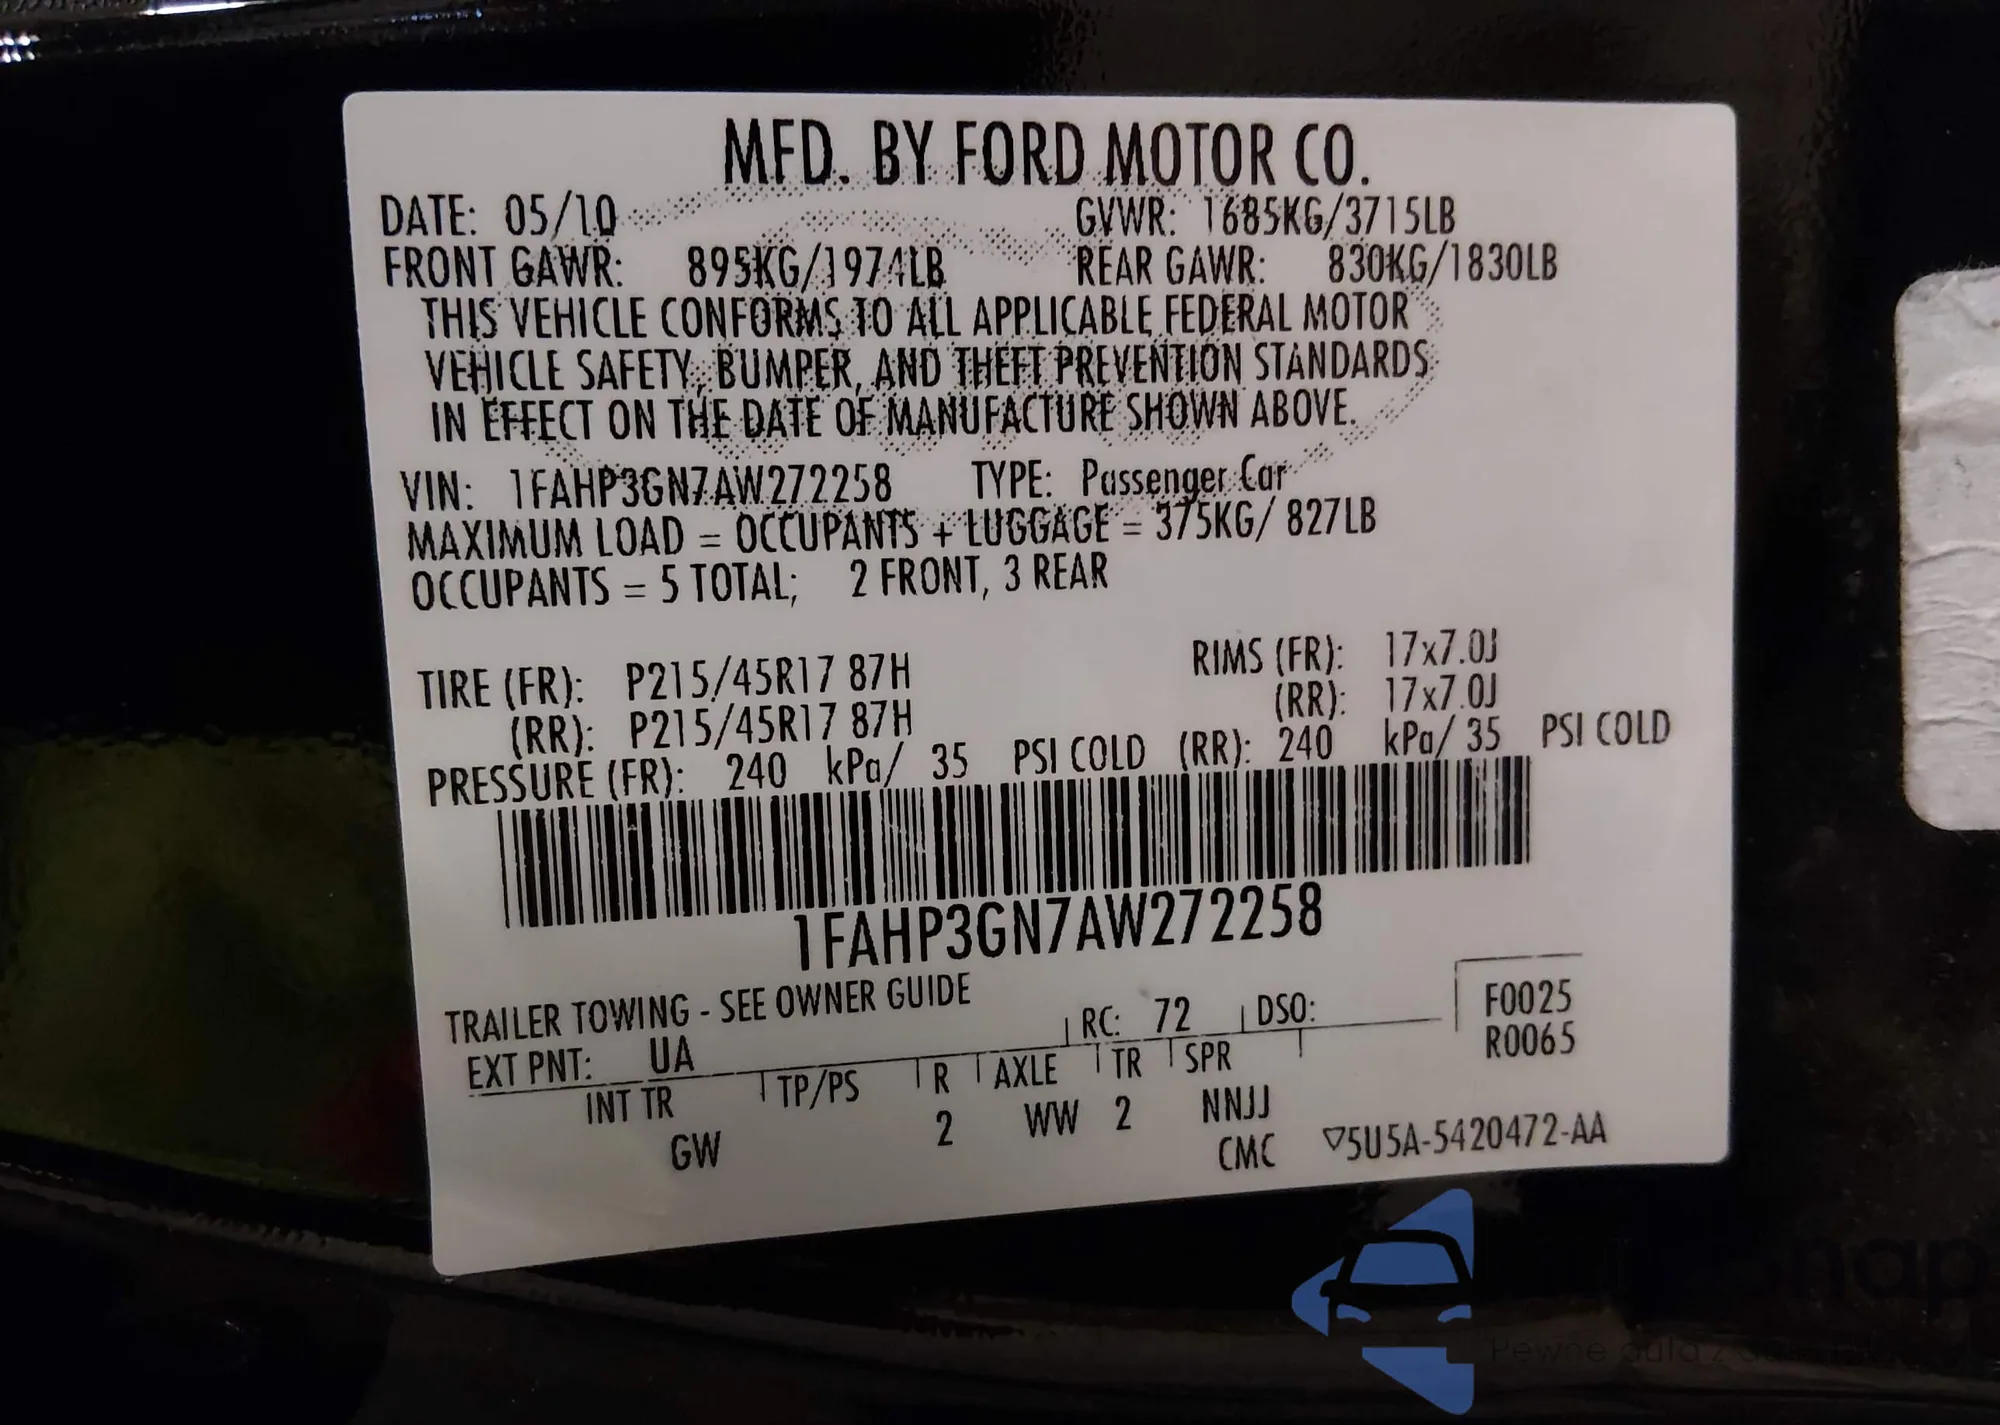 MFD. BY FORD MOTOR CO.
DATE: 05/10 GVWR: 1685KG/3715LB
FRONT GAWR: 895KG/1974LB REAR GAWR: 830KG/1830LB
THIS VEHICLE CONFORMS TO ALL APPLICABLE FEDERAL MOTOR
VEHICLE SAFETY, BUMPER, AND THEFT PREVENTION STANDARDS
IN EFFECT ON THE DATE OF MANUFACTURE SHOWN ABOVE.
VIN: 1FAHP3GN7AW272258 TYPE: Passenger Car
MAXIMUM LOAD = OCCUPANTS + LUGGAGE = 375KG/ 827LB
OCCUPANTS = 5 TOTAL; 2 FRONT, 3 REAR
TIRE (FR): P215/45R17 87H RIMS (FR): 17x7.0J
(RR): P215/45R17 87H (RR): 17x7.0J
PRESSURE (FR): 240 kPa/ 35 PSI COLD (RR): 240 kPa/ 35 PSI COLD
1FAHP3GN7AW272258
TRAILER TOWING - SEE OWNER GUIDE
EXT PNT: UA RC: 72 DSO: F0025
R0065
INT TR TP/PS R AXLE TR SPR
GW 2 WW 2 NNJJ
CMC ▽5U5A-5420472-AA
Pewne auta z